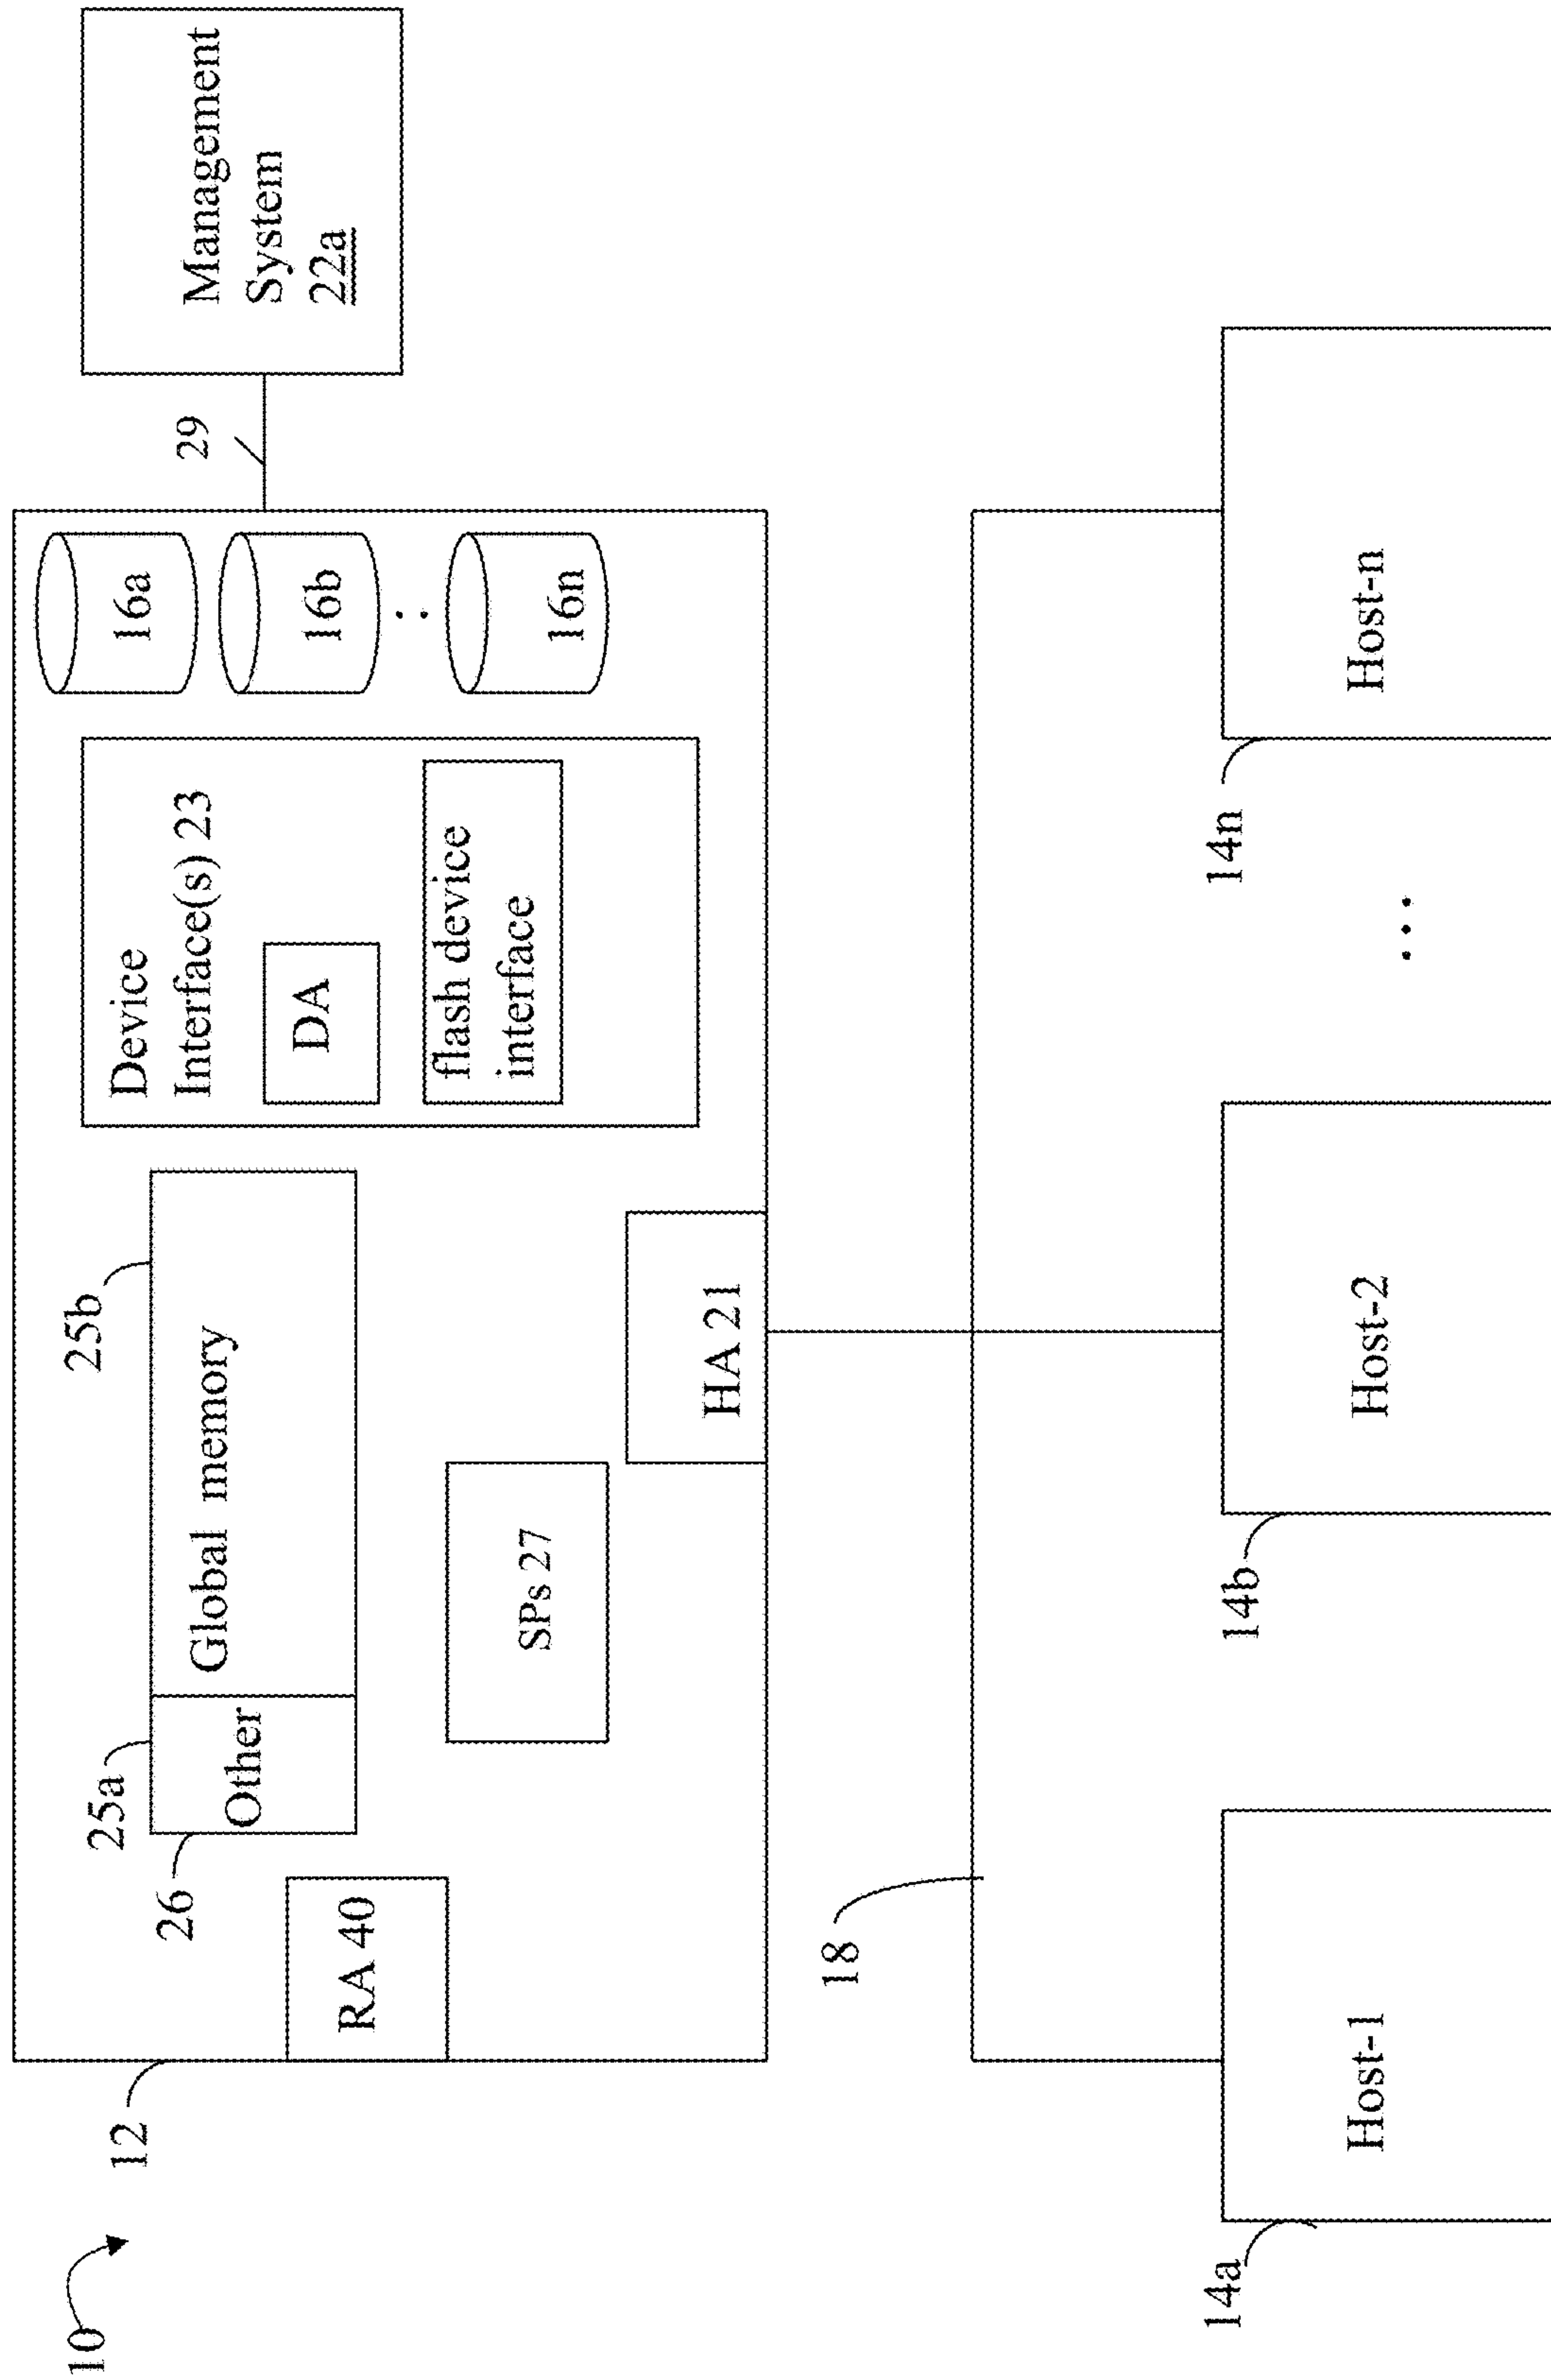 10
12
RA 40
26
25a
Other
Global memory
25b
SPs 27
HA 21
Device
Interface(s) 23
DA
flash device
interface
16a
16b
16n
29
Management
System
22a
18
14a
Host-1
14b
Host-2
14n
Host-n